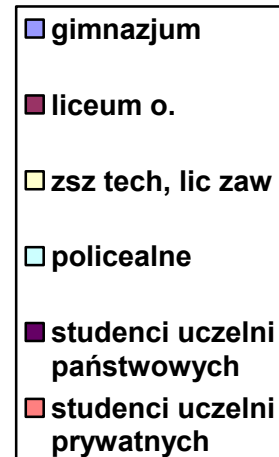 gimnazjum
liceum o.
zsz tech, lic zaw
policealne
studenci uczelni
państwowych
studenci uczelni
prywatnych